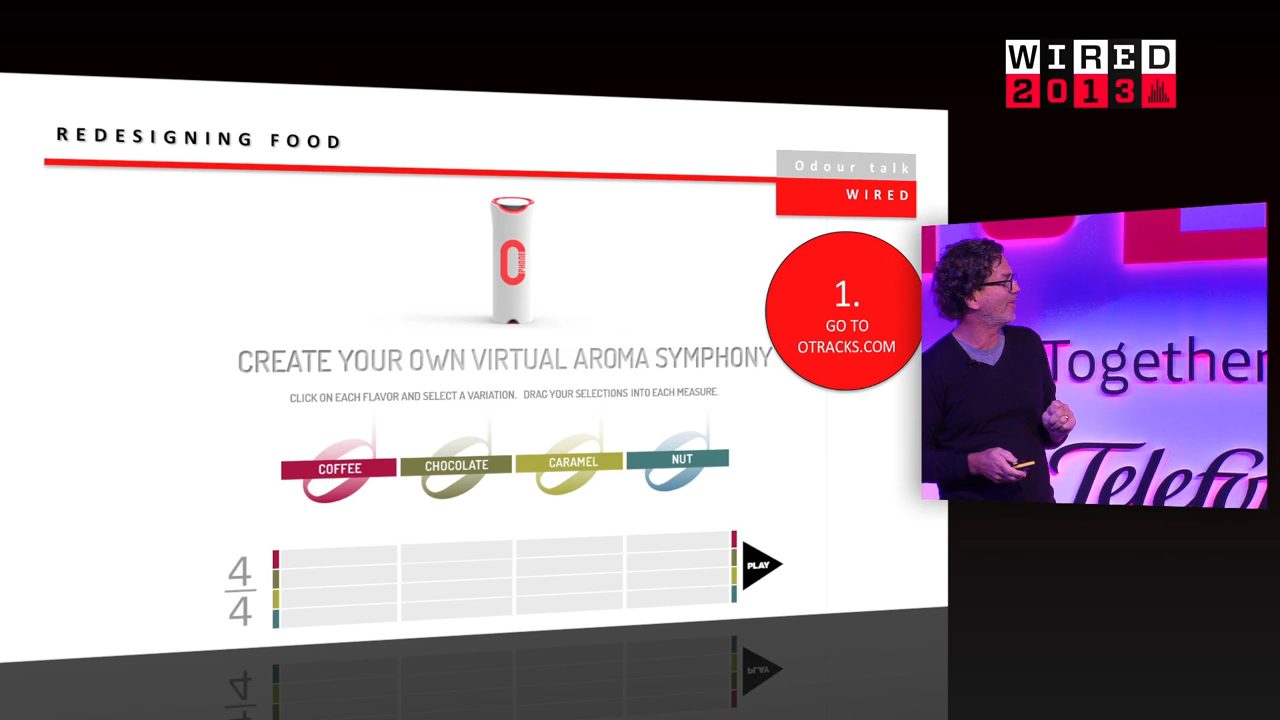 WIRED
2013
REDESIGNING FOOD
Odour talk
WIRED
OPHONE
1.
GO TO
OTRACKS.COM
CREATE YOUR OWN VIRTUAL AROMA SYMPHONY
CLICK ON EACH FLAVOR AND SELECT A VARIATION. DRAG YOUR SELECTIONS INTO EACH MEASURE.
COFFEE
CHOCOLATE
CARAMEL
NUT
4
4
PLAY
Together
Telefo